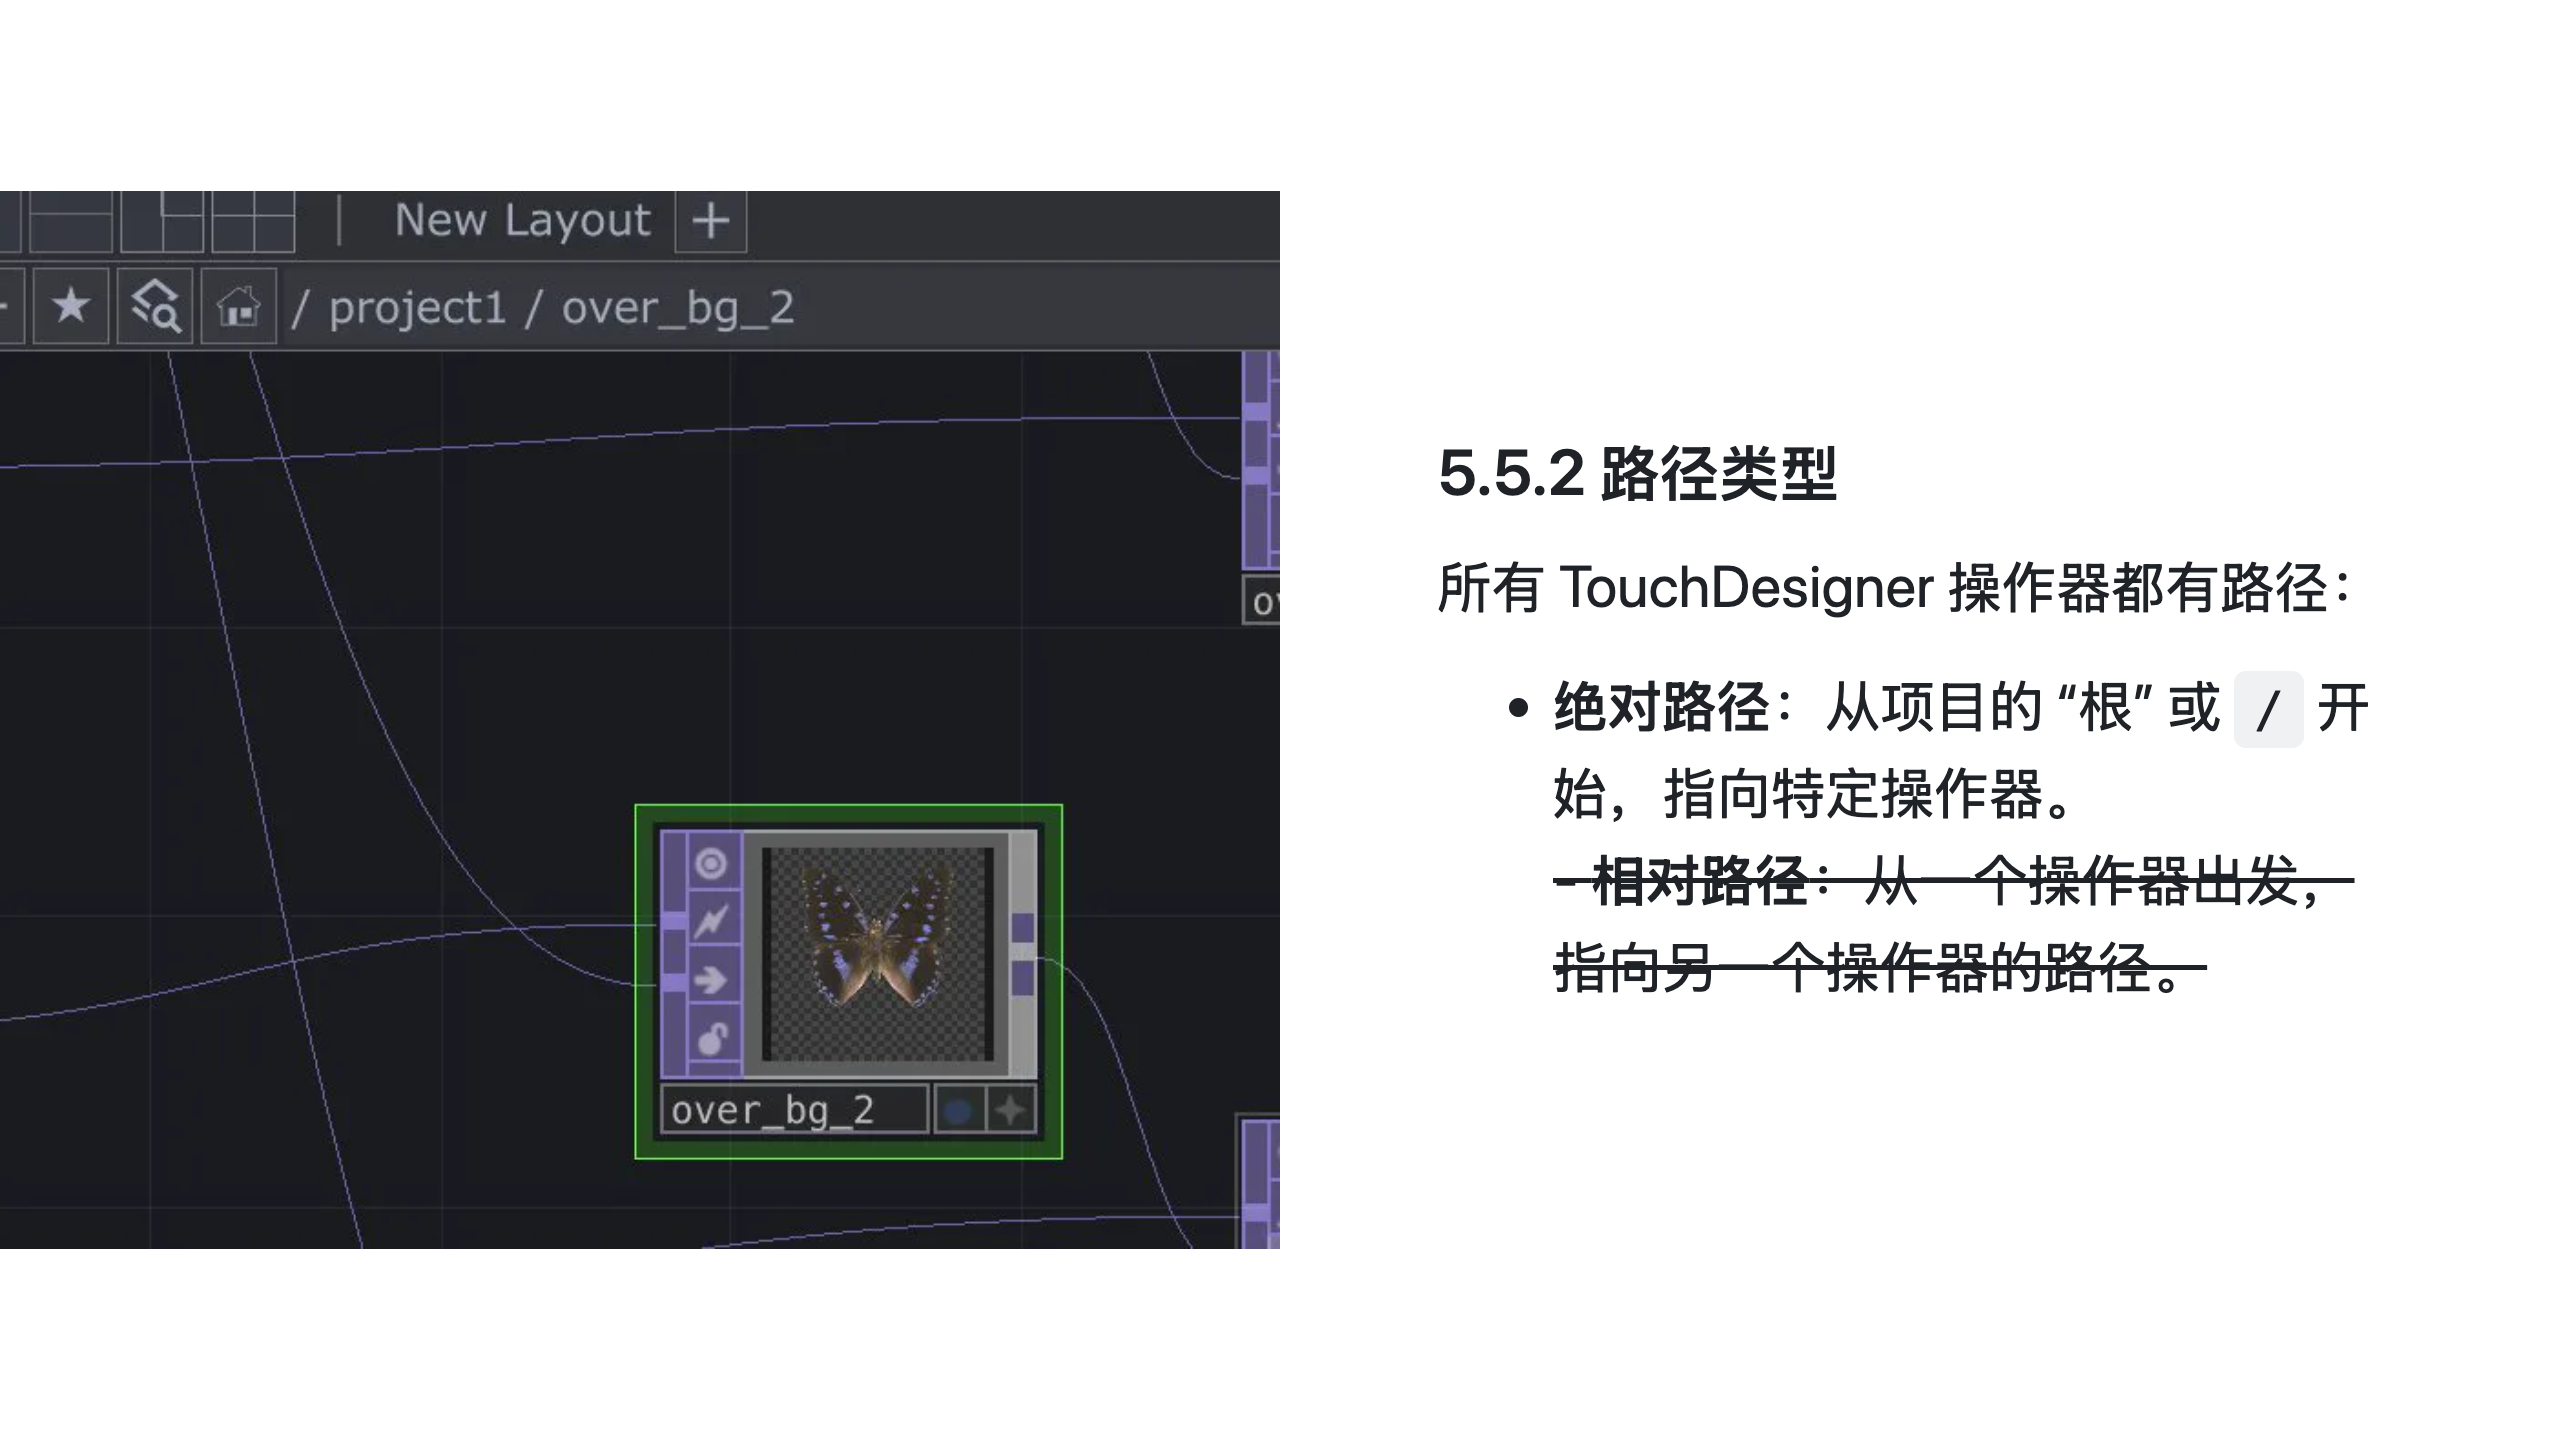 New Layout +
/ project1 / over_bg_2
ov
over_bg_2
5.5.2 路径类型
所有 TouchDesigner 操作器都有路径：
• 绝对路径：从项目的 “根” 或 / 开
始，指向特定操作器。
- 相对路径：从一个操作器出发，
指向另一个操作器的路径。